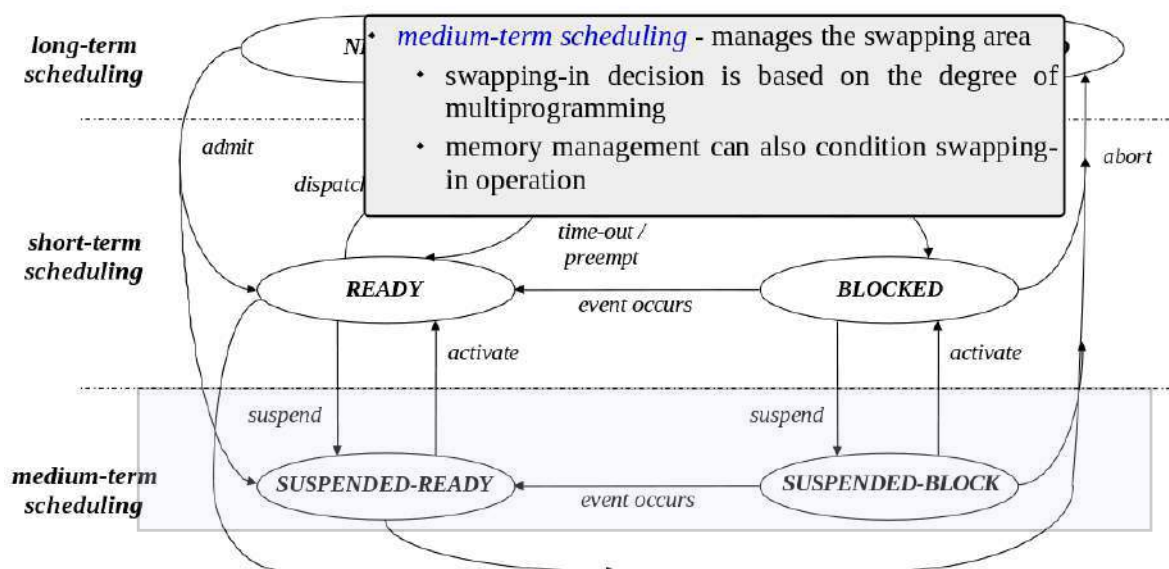 long-term
scheduling
medium-term scheduling - manages the swapping area
swapping-in decision is based on the degree of
multiprogramming
memory management can also condition swapping-
in operation
admit
dispatch
abort
short-term
scheduling
time-out /
preempt
READY
event occurs
BLOCKED
activate
activate
suspend
suspend
medium-term
scheduling
SUSPENDED-READY
event occurs
SUSPENDED-BLOCK